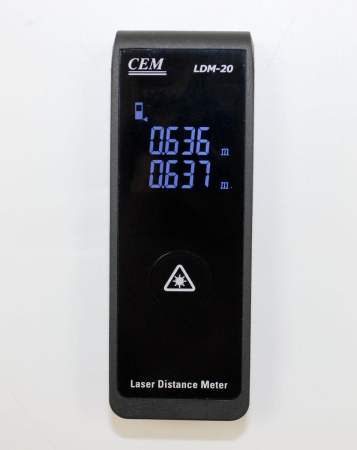 CEM LDM-20
0.636 m
0.637 m
Laser Distance Meter